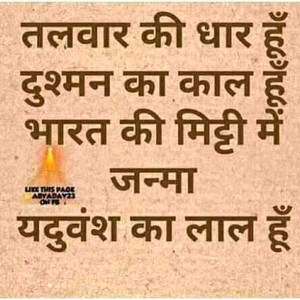 तलवार की धार हूँ
दुश्मन का काल हूँ
भारत की मिट्टी में
जन्मा
LIKE THIS PAGE
ON FB
यदुवंश का लाल हूँ